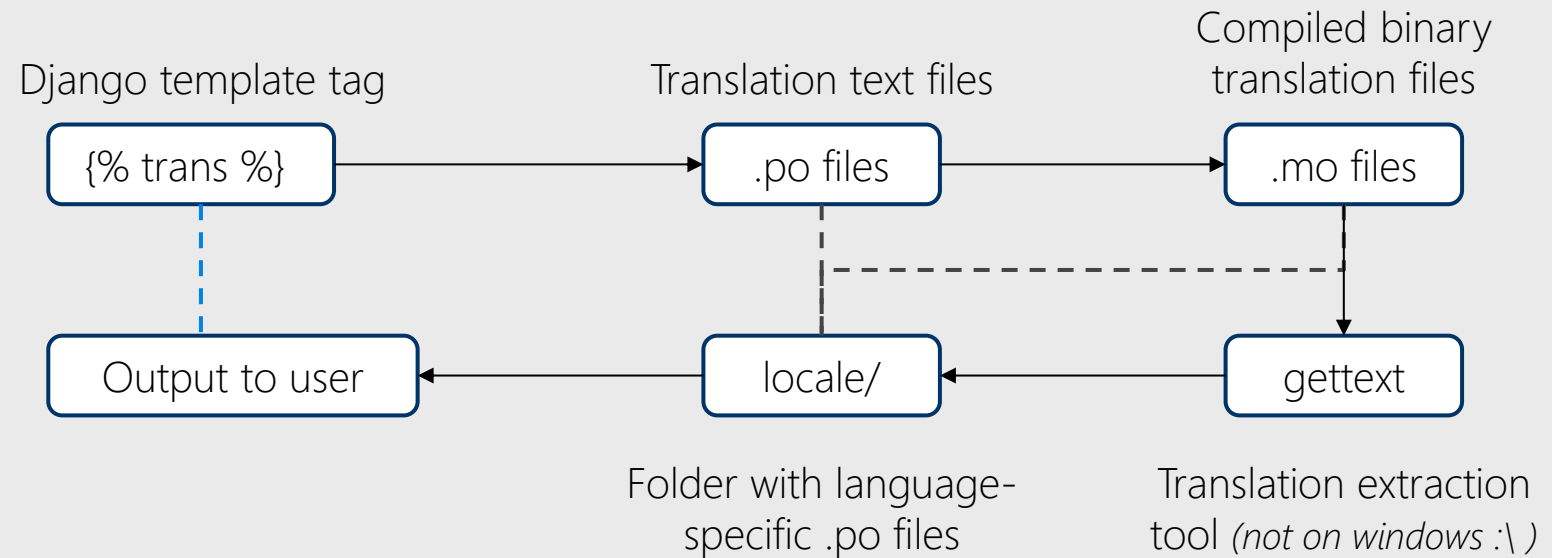 Django template tag
Translation text files
Compiled binary
translation files
{% trans %}
.po files
.mo files
Output to user
locale/
gettext
Folder with language-
specific .po files
Translation extraction
tool (not on windows :\ )